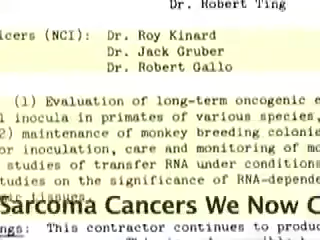 Dr. Robert Ting
icers (NCI): Dr. Roy Kinard
Dr. Jack Gruber
Dr. Robert Gallo
(1) Evaluation of long-term oncogenic e
l inocula in primates of various species,
2) maintenance of monkey breeding colonie
or inoculation, care and monitoring of mo
studies of transfer RNA under condition
tudies on the significance of RNA-depende
Sarcoma Cancers We Now C
ngs: This contractor continues to produc